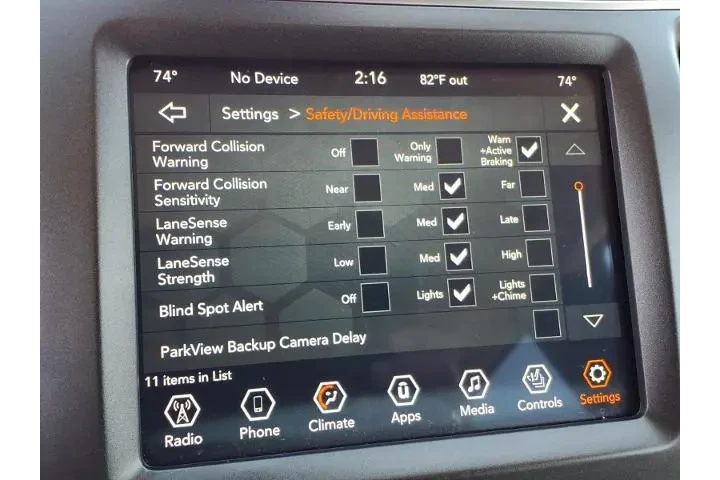 74° No Device 2:16 82°F out 74°
Settings > Safety/Driving Assistance
Forward Collision
Warning
Off
Only
Warning
Warn
+Active
Braking
Forward Collision
Sensitivity
Near
Med
Far
LaneSense
Warning
Early
Med
Late
LaneSense
Strength
Low
Med
High
Blind Spot Alert
Off
Lights
Lights
+Chime
ParkView Backup Camera Delay
11 items in List
Radio Phone Climate Apps Media Controls Settings